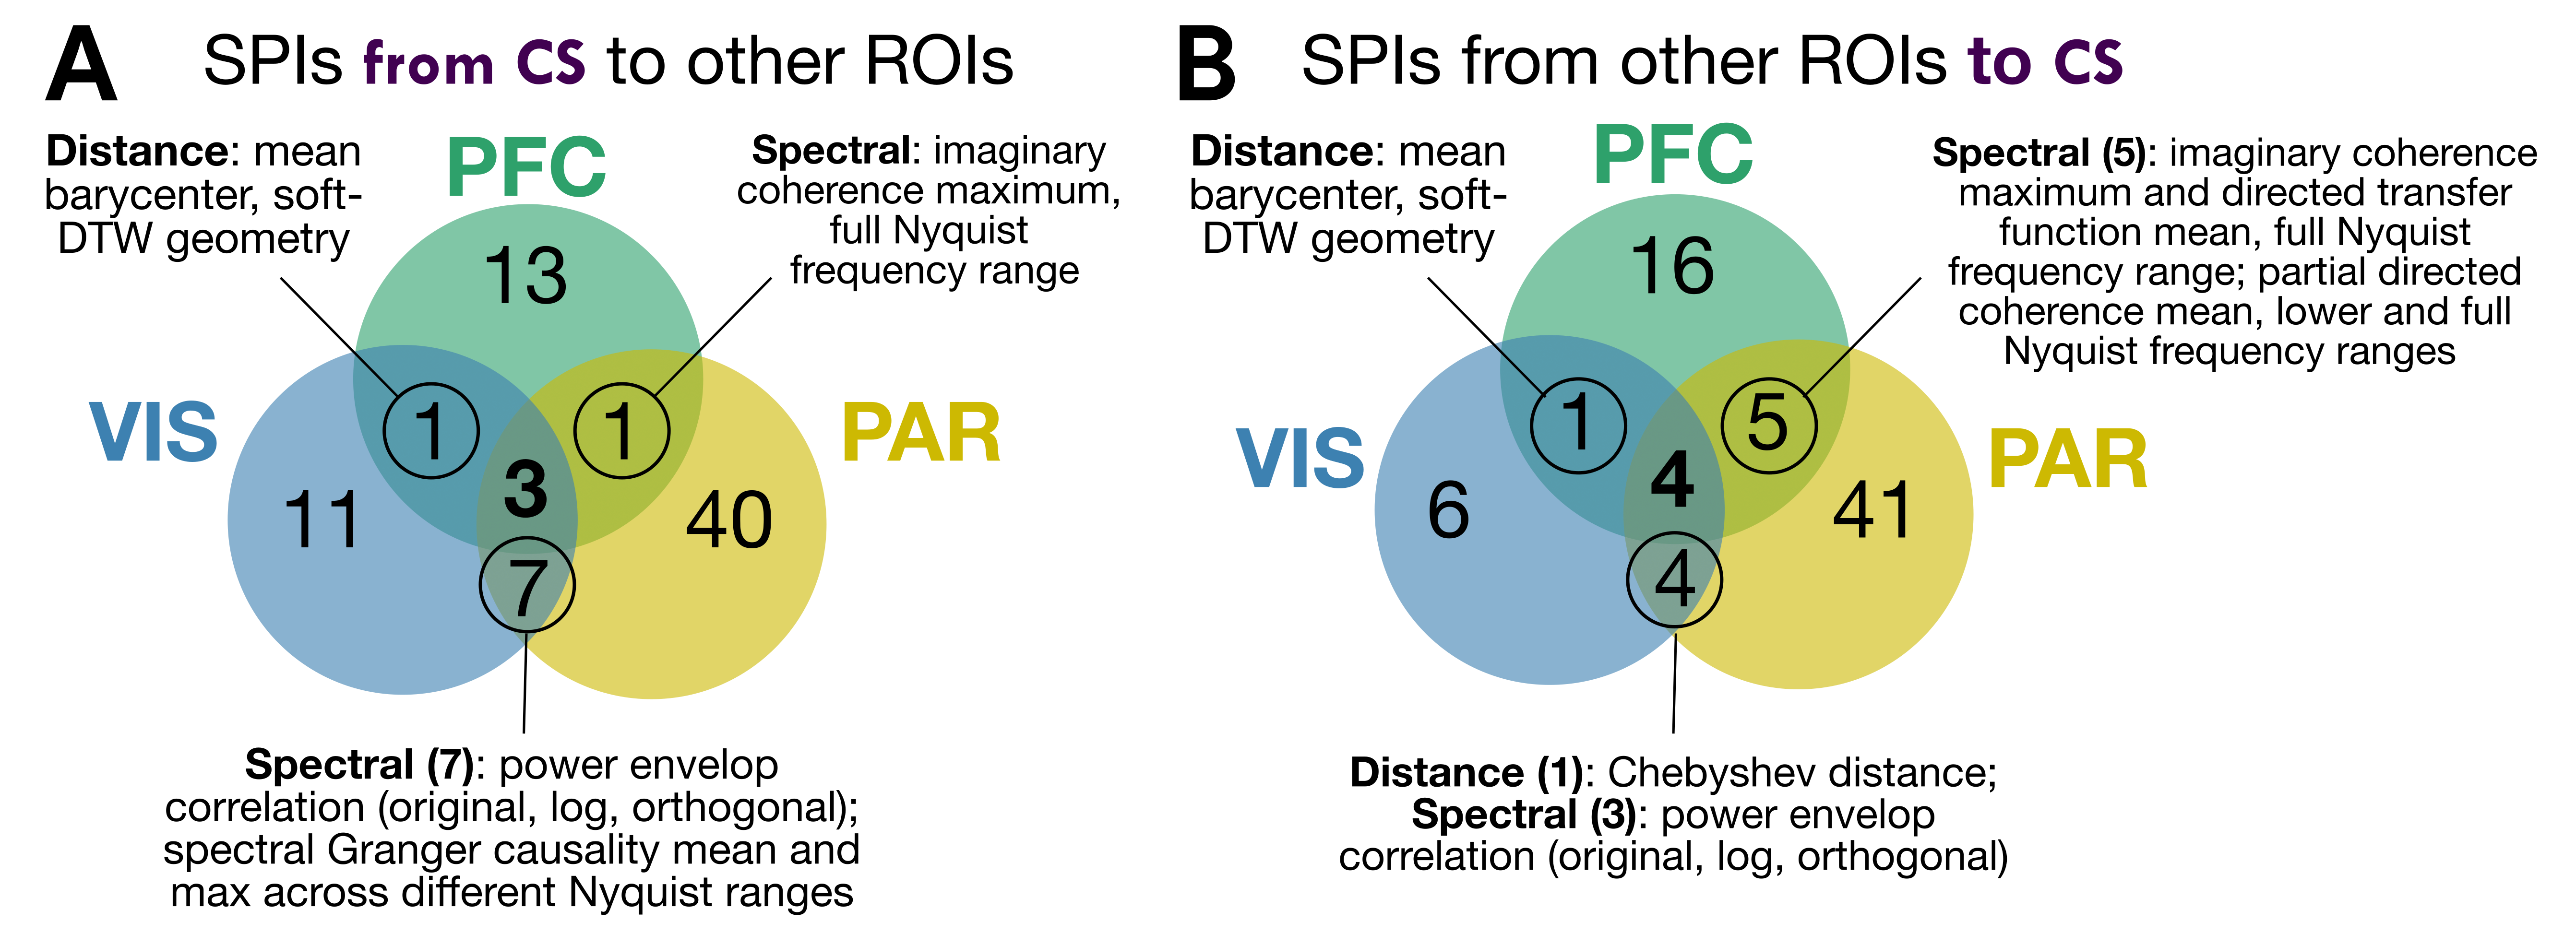 A
SPIs from CS to other ROIs
Distance: mean
barycenter, soft-
DTW geometry
PFC
Spectral: imaginary
coherence maximum,
full Nyquist
frequency range
13
VIS
1
1
PAR
3
11
40
7
Spectral (7): power envelop
correlation (original, log, orthogonal);
spectral Granger causality mean and
max across different Nyquist ranges
B
SPIs from other ROIs to CS
Distance: mean
barycenter, soft-
DTW geometry
PFC
Spectral (5): imaginary coherence
maximum and directed transfer
function mean, full Nyquist
frequency range; partial directed
coherence mean, lower and full
Nyquist frequency ranges
16
VIS
1
5
PAR
4
6
41
4
Distance (1): Chebyshev distance;
Spectral (3): power envelop
correlation (original, log, orthogonal)